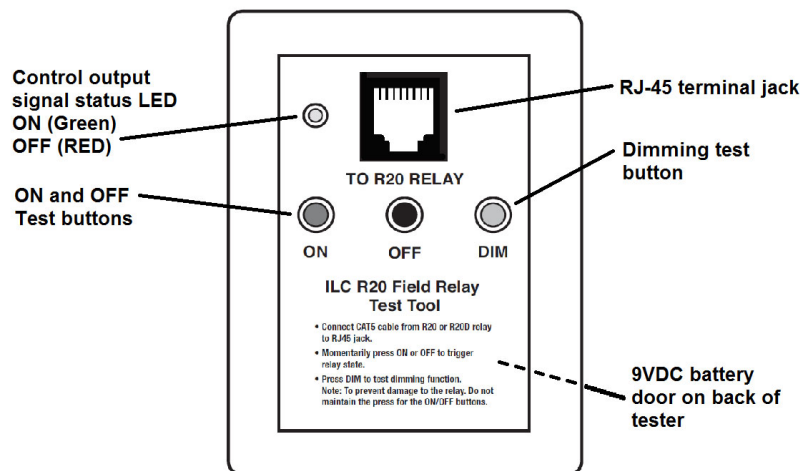 Control output
signal status LED
ON (Green)
OFF (RED)
RJ-45 terminal jack
TO R20 RELAY
Dimming test
button
ON and OFF
Test buttons
ON
OFF
DIM
ILC R20 Field Relay
Test Tool
• Connect CAT5 cable from R20 or R20D relay
to RJ45 jack.
• Momentarily press ON or OFF to trigger
relay state.
• Press DIM to test dimming function.
Note: To prevent damage to the relay. Do not
maintain the press for the ON/OFF buttons.
9VDC battery
door on back of
tester